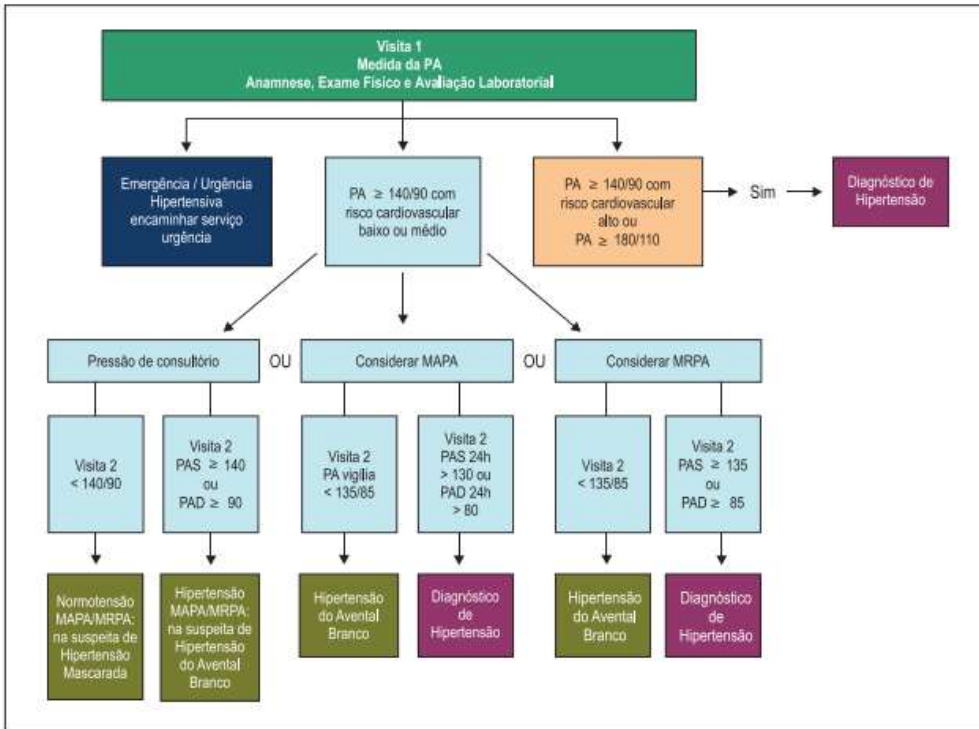 Visita 1
Medida da PA
Anamnese, Exame Físico e Avaliação Laboratorial
Emergência / Urgência
Hipertensiva
encaminhar serviço
urgência
PA ≥ 140/90 com
risco cardiovascular
baixo ou médio
PA ≥ 140/90 com
risco cardiovascular
alto ou
PA ≥ 180/110
Sim
Diagnóstico de
Hipertensão
Pressão de consultório
OU
Considerar MAPA
OU
Considerar MRPA
Visita 2
< 140/90
Visita 2
PAS ≥ 140
ou
PAD ≥ 90
Visita 2
PA vigília
< 135/85
Visita 2
PAS 24h
> 130 ou
PAD 24h
> 80
Visita 2
< 135/85
Visita 2
PAS ≥ 135
ou
PAD ≥ 85
Normotensão
MAPA/MRPA:
na suspeita de
Hipertensão
Mascarada
Hipertensão
MAPA/MRPA:
na suspeita de
Hipertensão
do Avental
Branco
Hipertensão
do Avental
Branco
Diagnóstico
de
Hipertensão
Hipertensão
do Avental
Branco
Diagnóstico
de
Hipertensão